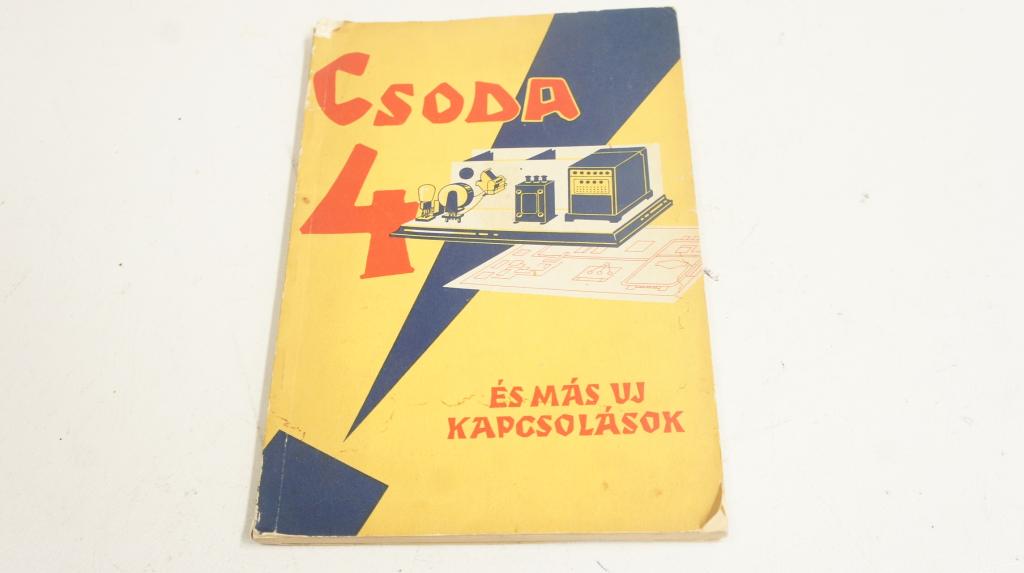 CSODA
4
ÉS MÁS UJ
KAPCSOLÁSOK